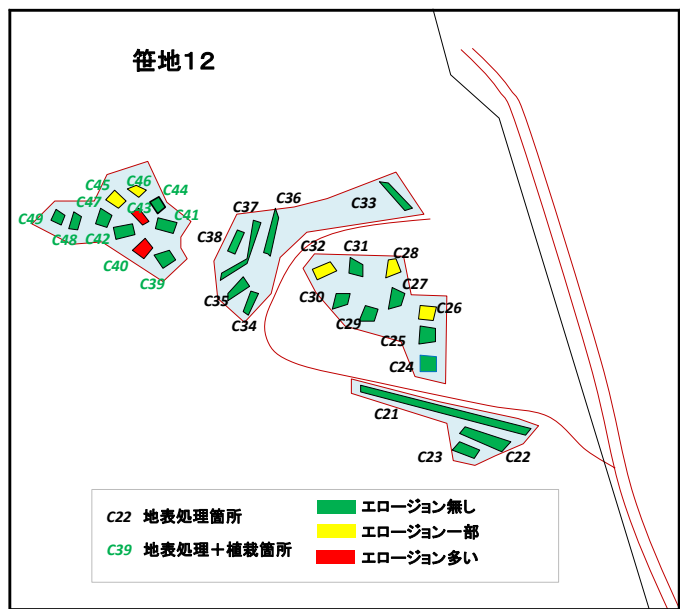 笹地12
C46
C45
C44
C47
C43
C41
C49
C48
C42
C40
C39
C36
C37
C33
C38
C35
C34
C32
C31
C28
C27
C30
C26
C29
C25
C24
C21
C23
C22
C22 地表処理箇所
C39 地表処理＋植栽箇所
エロージョン無し
エロージョン一部
エロージョン多い